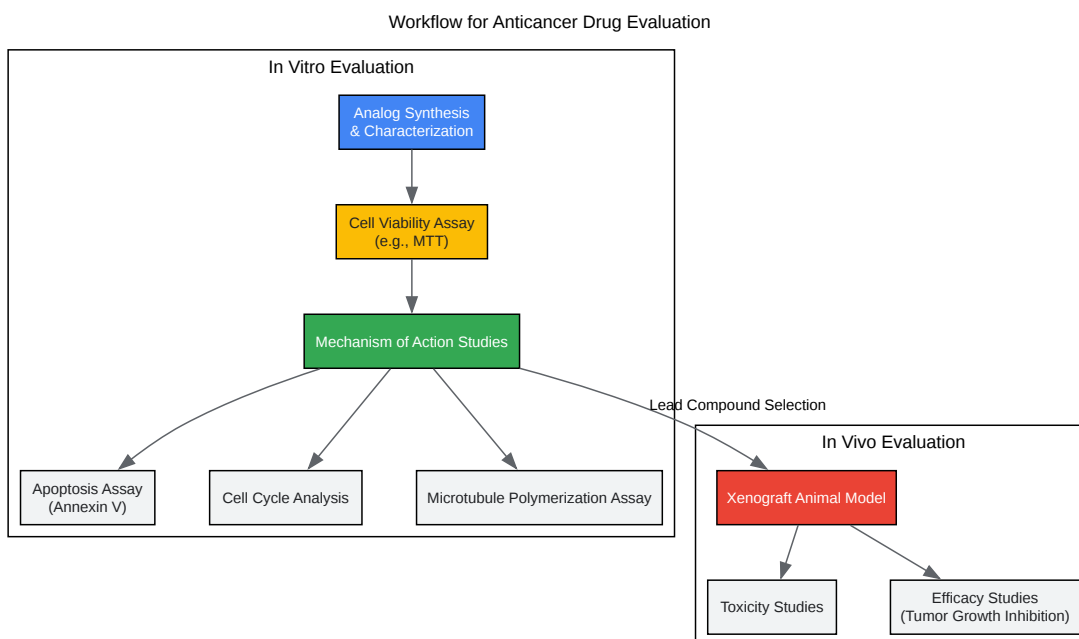 Workflow for Anticancer Drug Evaluation
In Vitro Evaluation
Analog Synthesis
& Characterization
Cell Viability Assay
(e.g., MTT)
Mechanism of Action Studies
Lead Compound Selection
In Vivo Evaluation
Apoptosis Assay
(Annexin V)
Cell Cycle Analysis
Microtubule Polymerization Assay
Xenograft Animal Model
Toxicity Studies
Efficacy Studies
(Tumor Growth Inhibition)